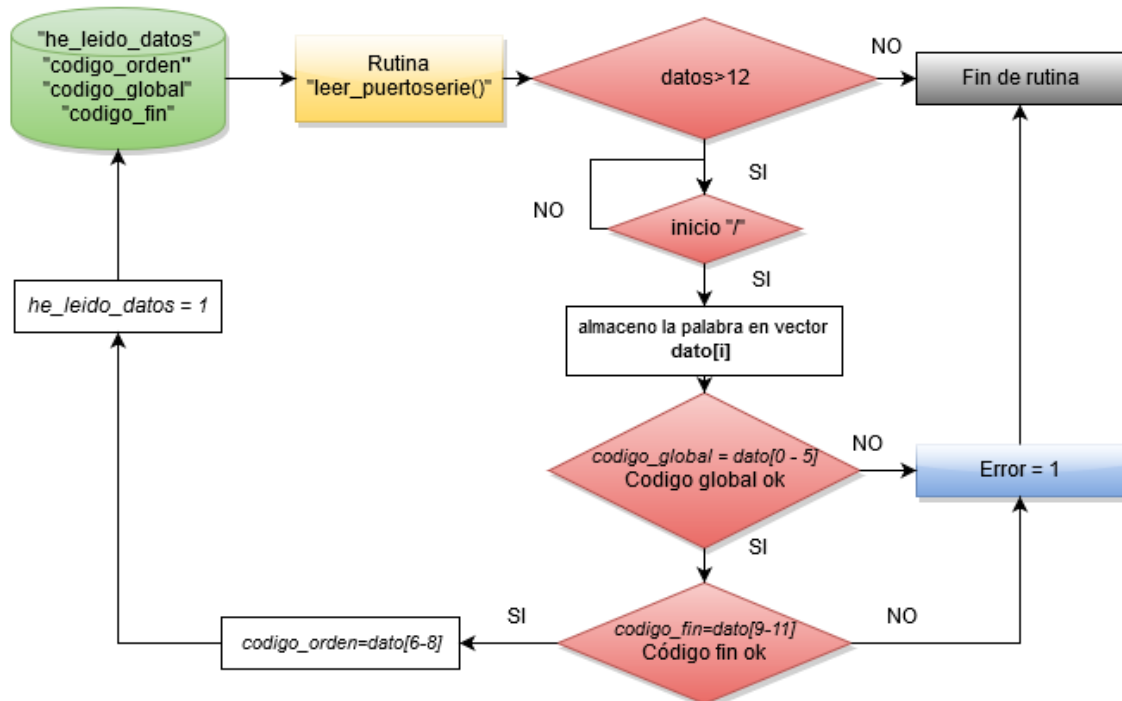 "he_leido_datos"
"codigo_orden"
"codigo_global"
"codigo_fin"
Rutina
"leer_puertoserie()"
datos>12
NO
Fin de rutina
SI
NO
inicio "/"
SI
he_leido_datos = 1
almaceno la palabra en vector
dato[i]
codigo_global = dato[0 - 5]
Codigo global ok
NO
Error = 1
SI
codigo_orden=dato[6-8]
SI
codigo_fin=dato[9-11]
Código fin ok
NO